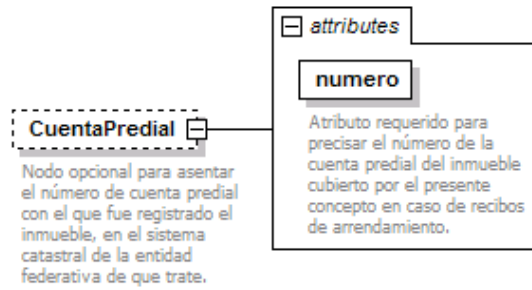 attributes
numero
Atributo requerido para
precisar el número de la
cuenta predial del inmueble
cubierto por el presente
concepto en caso de recibos
de arrendamiento.
CuentaPredial
Nodo opcional para asentar
el número de cuenta predial
con el que fue registrado el
inmueble, en el sistema
catastral de la entidad
federativa de que trate.